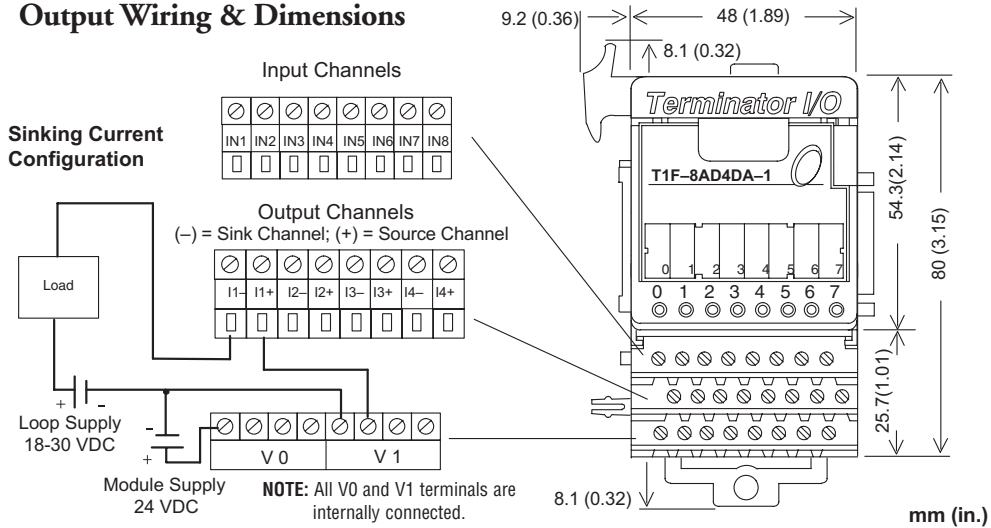 Output Wiring & Dimensions
9.2 (0.36)
48 (1.89)
8.1 (0.32)
Input Channels
IN1 IN2 IN3 IN4 IN5 IN6 IN7 IN8
Sinking Current
Configuration
Output Channels
(–) = Sink Channel; (+) = Source Channel
I1– I1+ I2– I2+ I3– I3+ I4– I4+
Load
+ -
Loop Supply
18-30 VDC
-
+
Module Supply
24 VDC
V 0 V 1
NOTE: All V0 and V1 terminals are
internally connected.
Terminator I/O
T1F–8AD4DA–1
0 1 2 3 4 5 6 7
0 1 2 3 4 5 6 7
54.3(2.14)
80 (3.15)
25.7(1.01)
8.1 (0.32)
mm (in.)